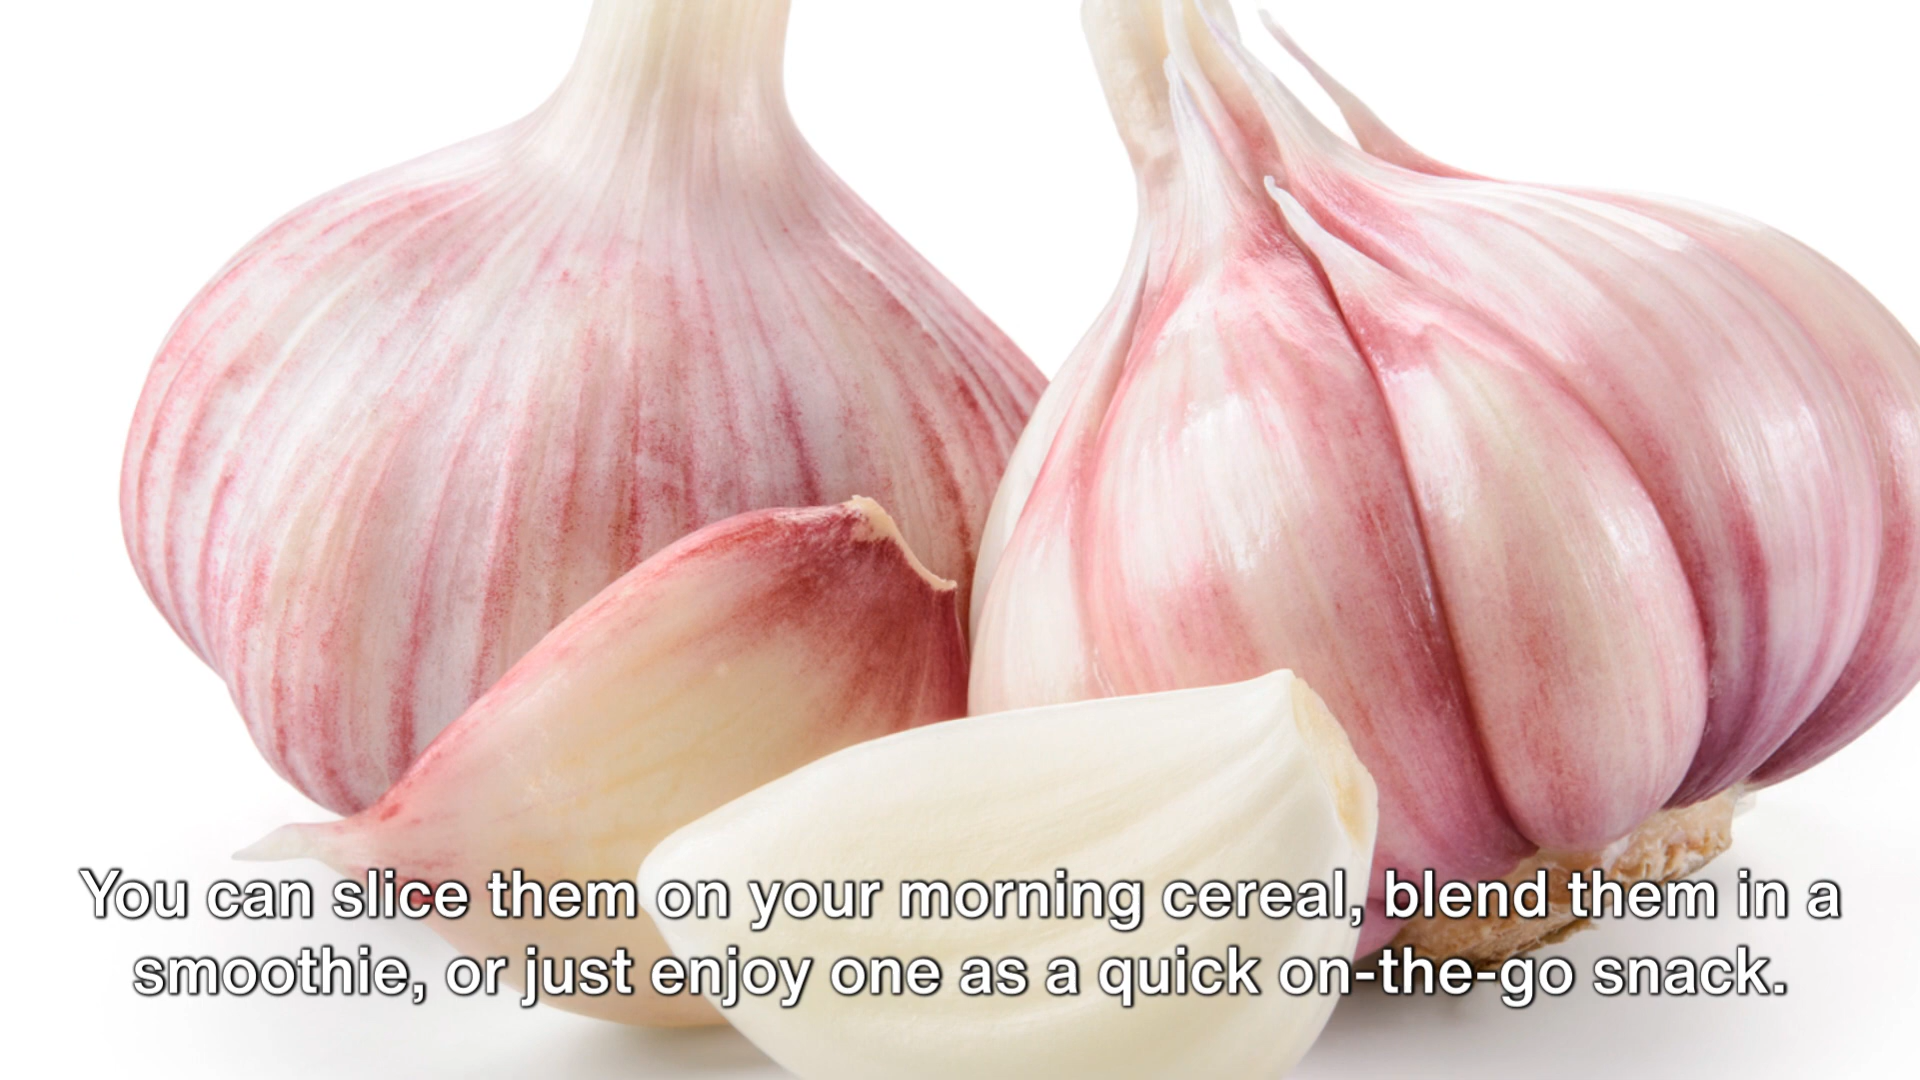 You can slice them on your morning cereal, blend them in a
smoothie, or just enjoy one as a quick on-the-go snack.